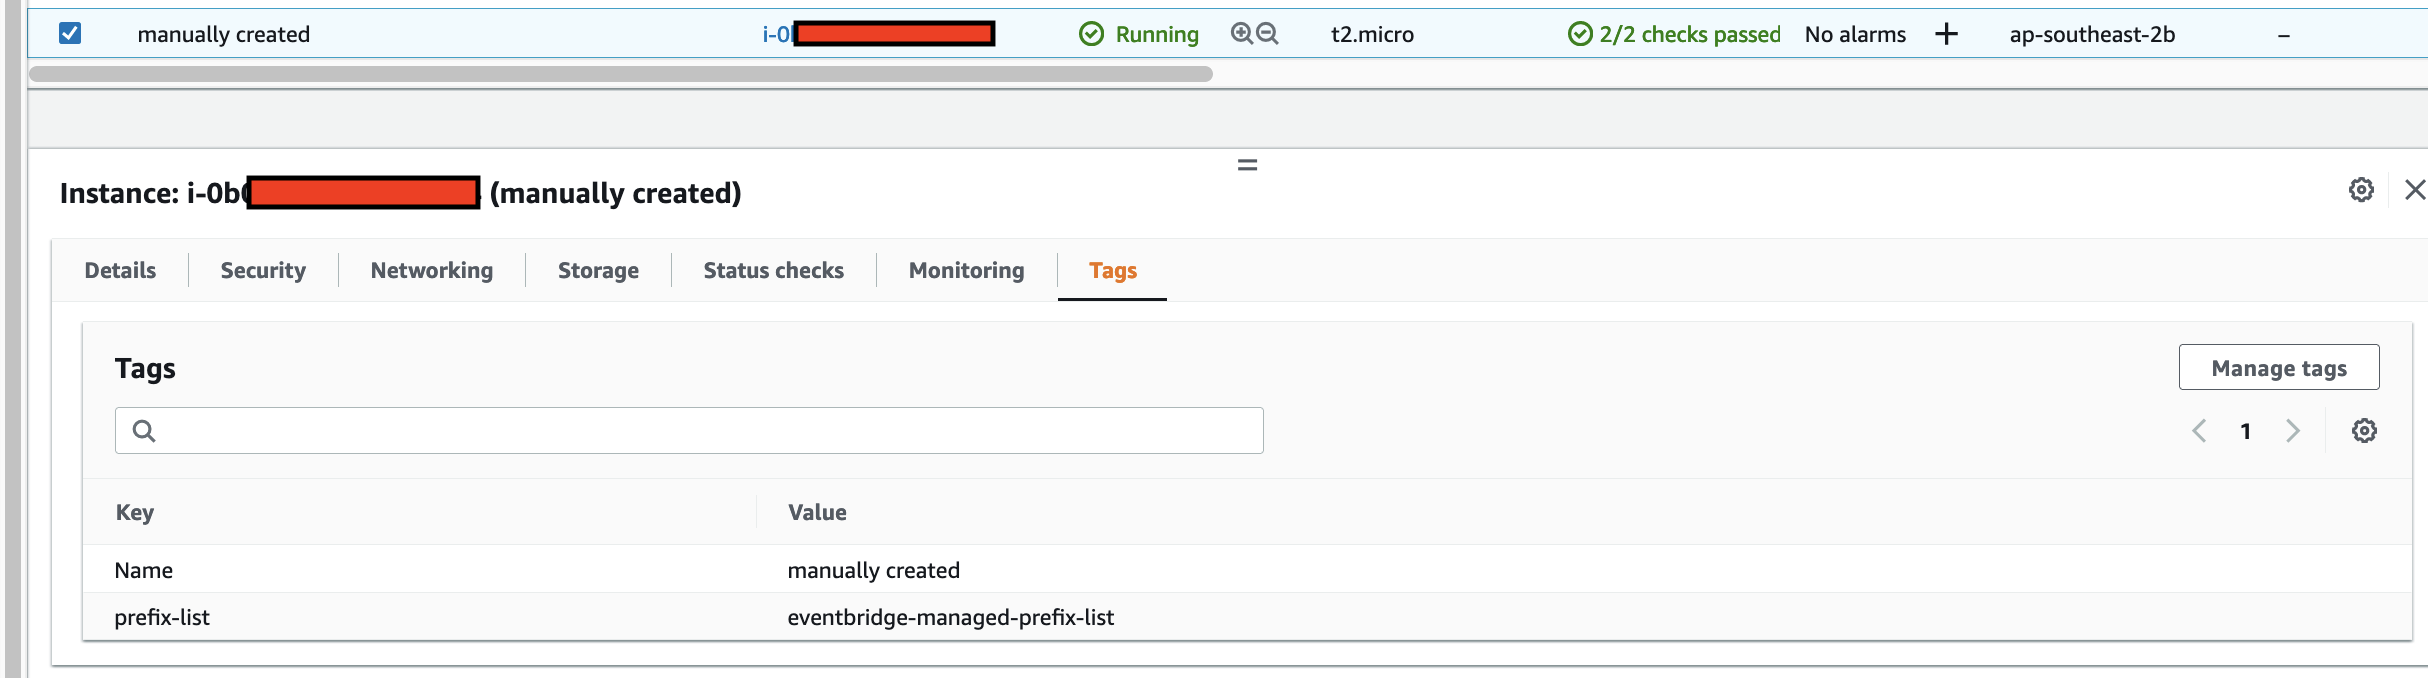 manually created i-0 Running t2.micro 2/2 checks passed No alarms + ap-southeast-2b –
Instance: i-0b (manually created)
Details Security Networking Storage Status checks Monitoring Tags
Tags
Manage tags
1
Key Value
Name manually created
prefix-list eventbridge-managed-prefix-list